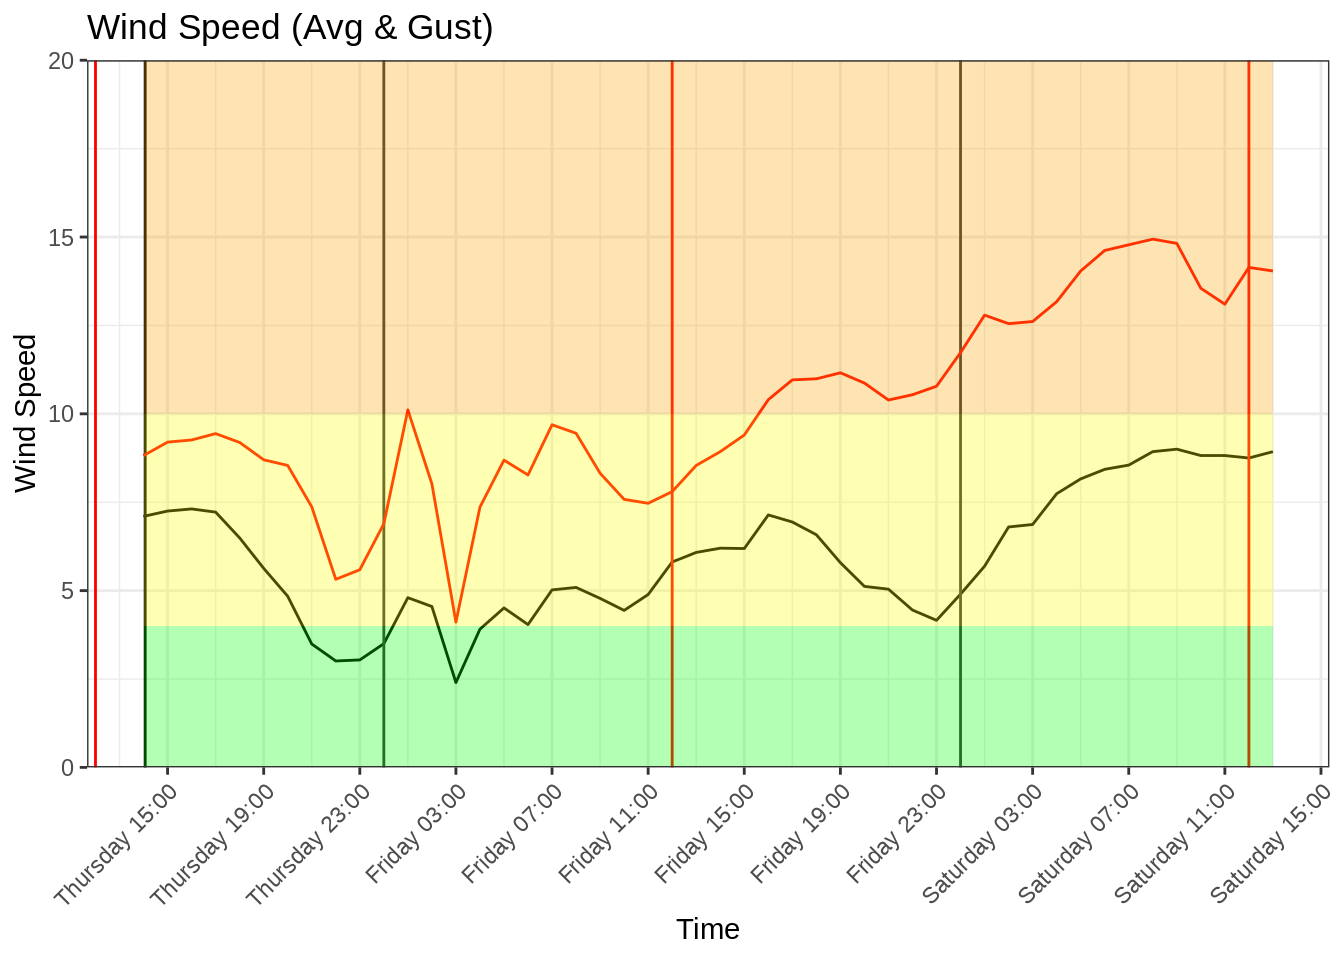 Wind Speed (Avg & Gust)
20
15
10
5
0
Wind Speed
Thursday 15:00
Thursday 19:00
Thursday 23:00
Friday 03:00
Friday 07:00
Friday 11:00
Friday 15:00
Friday 19:00
Friday 23:00
Saturday 03:00
Saturday 07:00
Saturday 11:00
Saturday 15:00
Time